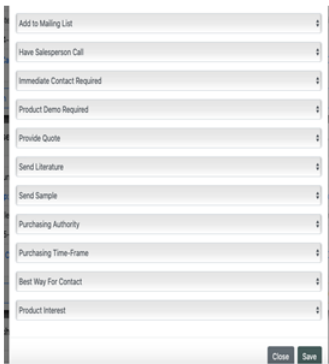 Add to Mailing List
Have Salesperson Call
Immediate Contact Required
Product Demo Required
Provide Quote
Send Literature
Send Sample
Purchasing Authority
Purchasing Time-Frame
Best Way For Contact
Product Interest
Close Save